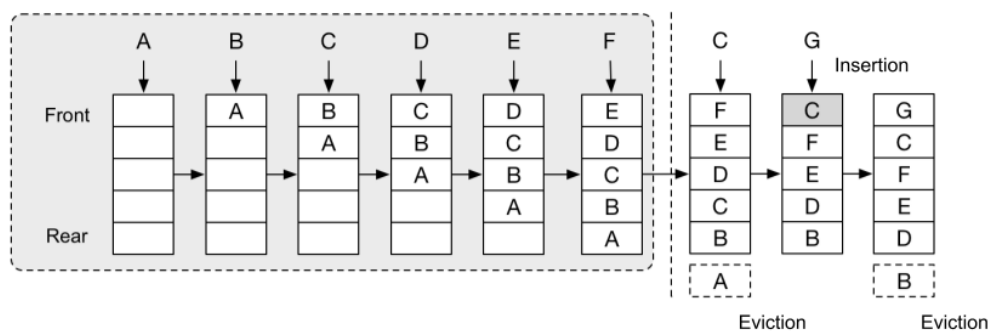 A B C D E F C G
Insertion
Front A B C D E F C G
A B C D E F C
A B C D E F
A B C D E
Rear A B B D
A B
Eviction Eviction